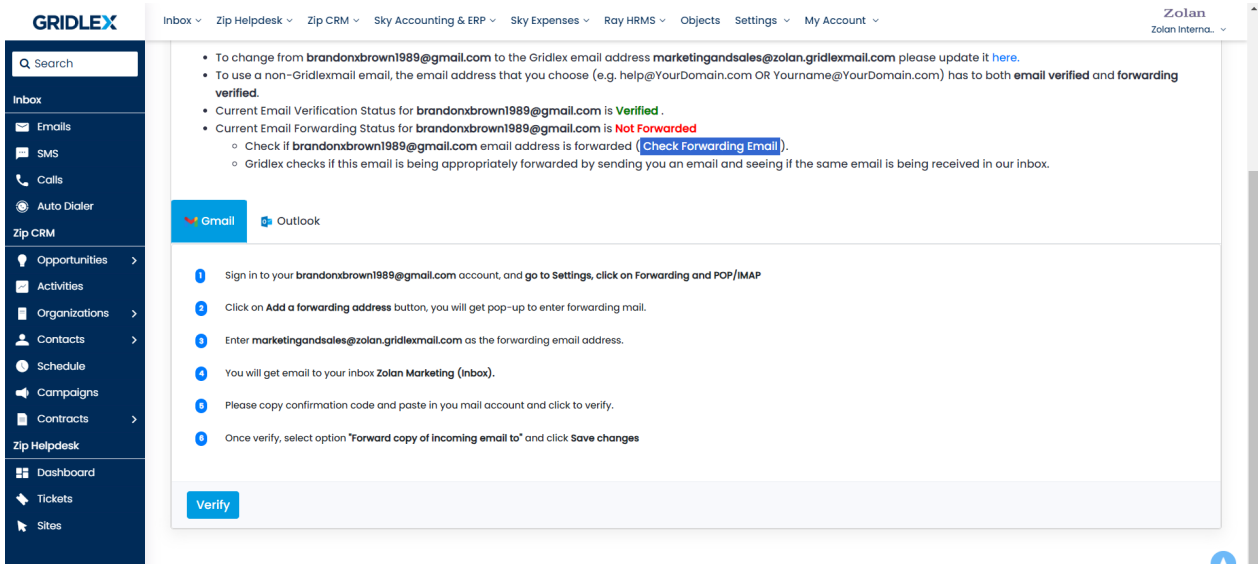 GRIDLEX
Inbox Zip Helpdesk Zip CRM Sky Accounting & ERP Sky Expenses Ray HRMS Objects Settings My Account
Zolan
Zolan Interna..
Search
Inbox
Emails
SMS
Calls
Auto Dialer
Zip CRM
Opportunities
Activities
Organizations
Contacts
Schedule
Campaigns
Contracts
Zip Helpdesk
Dashboard
Tickets
Sites
To change from brandonxbrown1989@gmail.com to the Gridlex email address marketingandsales@zolan.gridlexmail.com please update it here.
To use a non-Gridlexmail email, the email address that you choose (e.g. help@YourDomain.com OR Yourname@YourDomain.com) has to both email verified and forwarding
verified.
Current Email Verification Status for brandonxbrown1989@gmail.com is Verified .
Current Email Forwarding Status for brandonxbrown1989@gmail.com is Not Forwarded
Check if brandonxbrown1989@gmail.com email address is forwarded ( Check Forwarding Email ).
Gridlex checks if this email is being appropriately forwarded by sending you an email and seeing if the same email is being received in our inbox.
Gmail Outlook
1 Sign in to your brandonxbrown1989@gmail.com account, and go to Settings, click on Forwarding and POP/IMAP
2 Click on Add a forwarding address button, you will get pop-up to enter forwarding mail.
3 Enter marketingandsales@zolan.gridlexmail.com as the forwarding email address.
4 You will get email to your inbox Zolan Marketing (Inbox).
5 Please copy confirmation code and paste in you mail account and click to verify.
6 Once verify, select option "Forward copy of incoming email to" and click Save changes
Verify